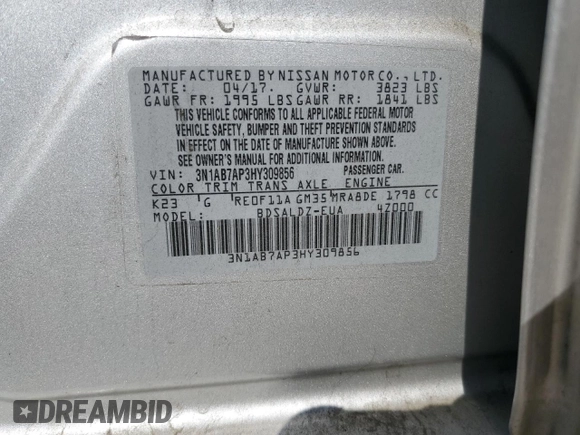 MANUFACTURED BY NISSAN MOTOR CO., LTD.
DATE: 04/17. GVWR: 3823 LBS
GAWR FR: 1995 LBS GAWR RR: 1841 LBS
THIS VEHICLE CONFORMS TO ALL APPLICABLE FEDERAL MOTOR
VEHICLE SAFETY, BUMPER AND THEFT PREVENTION STANDARDS
IN EFFECT ON THE DATE OF MANUFACTURE SHOWN ABOVE.
SEE OWNER'S MANUAL FOR ADDITIONAL INFORMATION.
VIN: 3N1AB7AP3HY309856 PASSENGER CAR.
COLOR TRIM TRANS AXLE ENGINE
K23 G RE0F11A GM35 MRA8DE 1798 CC
MODEL: BDSALDZ-EUA 4Z000
3N1AB7AP3HY309856
DREAMBID